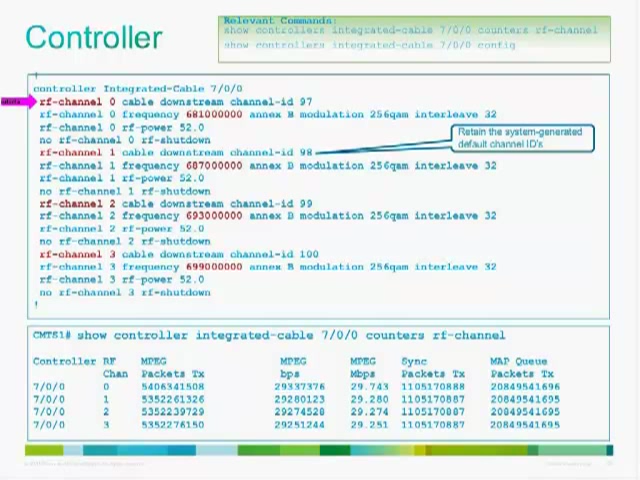 Controller
Relevant Commands:
show controllers integrated-cable 7/0/0 counters rf-channel
show controllers integrated-cable 7/0/0 config
!
controller Integrated-Cable 7/0/0
rf-channel 0 cable downstream channel-id 97
rf-channel 0 frequency 681000000 annex B modulation 256qam interleave 32
rf-channel 0 rf-power 52.0
no rf-channel 0 rf-shutdown
rf-channel 1 cable downstream channel-id 98
Retain the system-generated
default channel ID's
rf-channel 1 frequency 687000000 annex B modulation 256qam interleave 32
rf-channel 1 rf-power 52.0
no rf-channel 1 rf-shutdown
rf-channel 2 cable downstream channel-id 99
rf-channel 2 frequency 693000000 annex B modulation 256qam interleave 32
rf-channel 2 rf-power 52.0
no rf-channel 2 rf-shutdown
rf-channel 3 cable downstream channel-id 100
rf-channel 3 frequency 699000000 annex B modulation 256qam interleave 32
rf-channel 3 rf-power 52.0
no rf-channel 3 rf-shutdown
!
CMTS1# show controller integrated-cable 7/0/0 counters rf-channel
Controller RF MPEG MPEG MPEG Sync MAP Queue
Chan Packets Tx bps Mbps Packets Tx Packets Tx
7/0/0 0 5406341508 29337376 29.743 1105170888 20849541696
7/0/0 1 5352261326 29280123 29.280 1105170887 20849541695
7/0/0 2 5352239729 29274528 29.274 1105170887 20849541695
7/0/0 3 5352276150 29251244 29.251 1105170887 20849541695